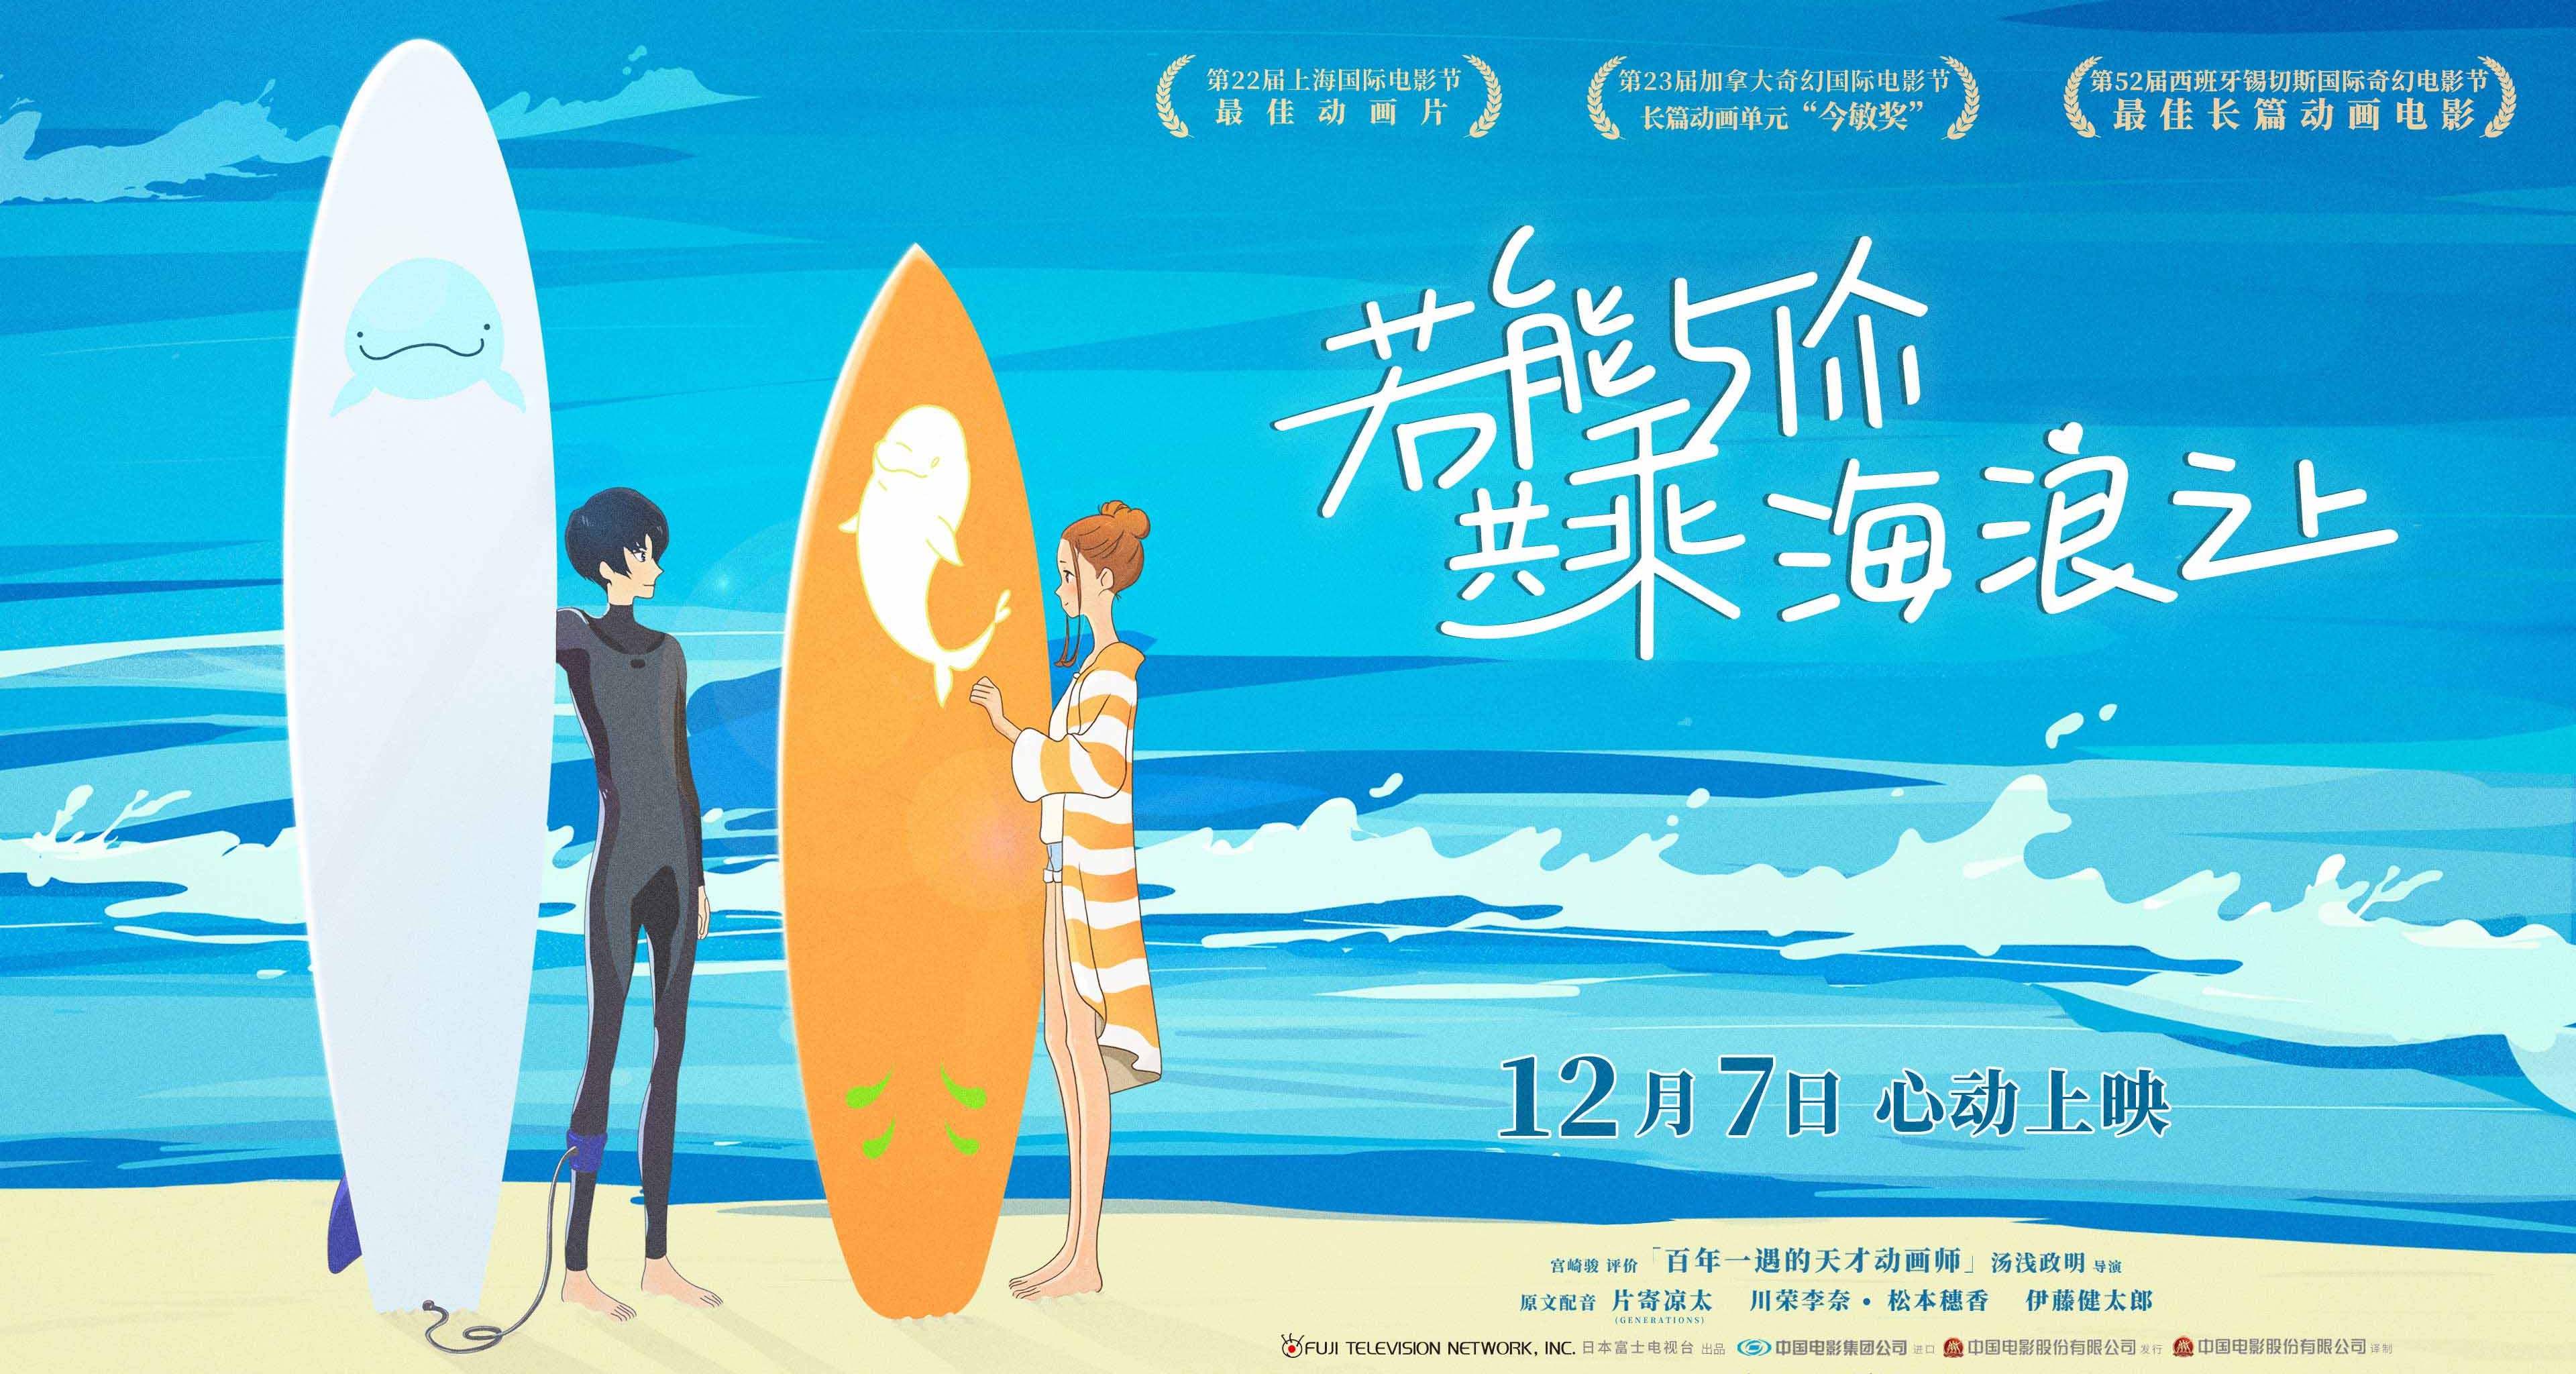 第22届上海国际电影节
最佳动画片
第23届加拿大奇幻国际电影节
长篇动画单元“今敏奖”
第52届西班牙锡切斯国际奇幻电影节
最佳长篇动画电影
若能与你
共乘海浪之上
12月7日 心动上映
宫崎骏 评价「百年一遇的天才动画师」汤浅政明 导演
原文配音 片寄凉太 川荣李奈·松本穗香 伊藤健太郎
(GENERATIONS)
FUJI TELEVISION NETWORK, INC. 日本富士电视台 出品 中国电影集团公司 进口 中国电影股份有限公司 发行 中国电影股份有限公司 译制